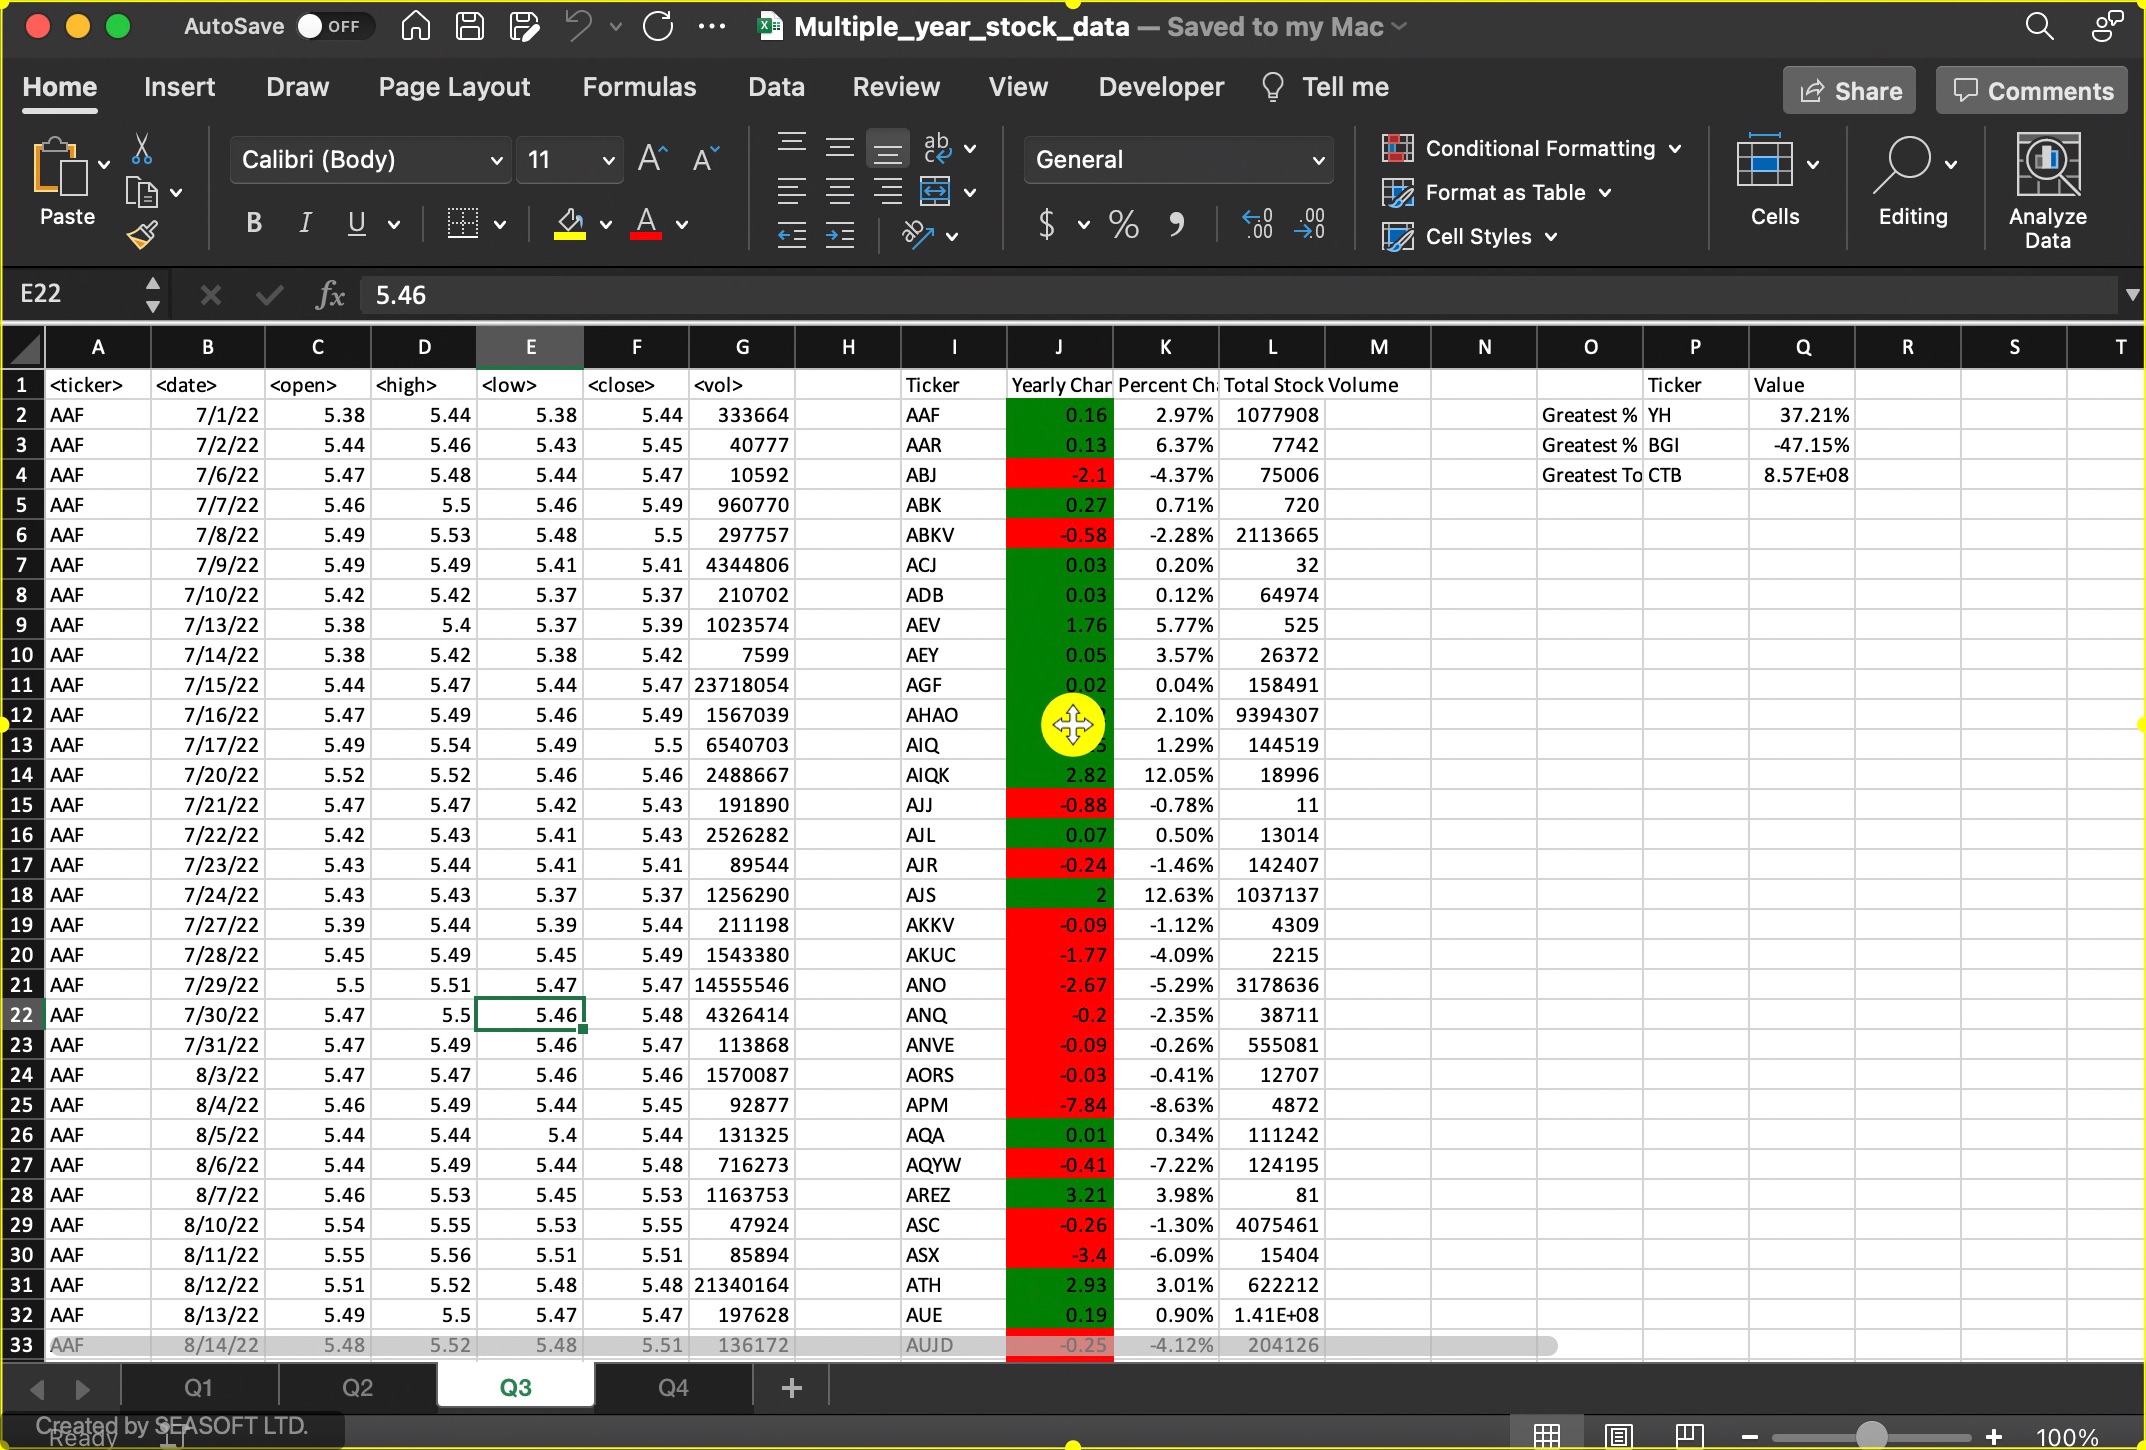 AutoSave OFF Multiple_year_stock_data — Saved to my Mac
Home Insert Draw Page Layout Formulas Data Review View Developer Tell me Share Comments
Paste Calibri (Body) 11 General Conditional Formatting Format as Table Cell Styles Cells Editing Analyze Data
E22 fx 5.46
A B C D E F G H I J K L M N O P Q R S T
1 <ticker> <date> <open> <high> <low> <close> <vol> Ticker Yearly Char Percent Ch Total Stock Volume Ticker Value
2 AAF 7/1/22 5.38 5.44 5.38 5.44 333664 AAF 0.16 2.97% 1077908 Greatest % YH 37.21%
3 AAF 7/2/22 5.44 5.46 5.43 5.45 40777 AAR 0.13 6.37% 7742 Greatest % BGI -47.15%
4 AAF 7/6/22 5.47 5.48 5.44 5.47 10592 ABJ -2.1 -4.37% 75006 Greatest To CTB 8.57E+08
5 AAF 7/7/22 5.46 5.5 5.46 5.49 960770 ABK 0.27 0.71% 720
6 AAF 7/8/22 5.49 5.53 5.48 5.5 297757 ABKV -0.58 -2.28% 2113665
7 AAF 7/9/22 5.49 5.49 5.41 5.41 4344806 ACJ 0.03 0.20% 32
8 AAF 7/10/22 5.42 5.42 5.37 5.37 210702 ADB 0.03 0.12% 64974
9 AAF 7/13/22 5.38 5.4 5.37 5.39 1023574 AEV 1.76 5.77% 525
10 AAF 7/14/22 5.38 5.42 5.38 5.42 7599 AEY 0.05 3.57% 26372
11 AAF 7/15/22 5.44 5.47 5.44 5.47 23718054 AGF 0.02 0.04% 158491
12 AAF 7/16/22 5.47 5.49 5.46 5.49 1567039 AHAO 2.10% 9394307
13 AAF 7/17/22 5.49 5.54 5.49 5.5 6540703 AIQ 1.29% 144519
14 AAF 7/20/22 5.52 5.52 5.46 5.46 2488667 AIQK 2.82 12.05% 18996
15 AAF 7/21/22 5.47 5.47 5.42 5.43 191890 AJJ -0.88 -0.78% 11
16 AAF 7/22/22 5.42 5.43 5.41 5.43 2526282 AJL 0.07 0.50% 13014
17 AAF 7/23/22 5.43 5.44 5.41 5.41 89544 AJR -0.24 -1.46% 142407
18 AAF 7/24/22 5.43 5.43 5.37 5.37 1256290 AJS 2 12.63% 1037137
19 AAF 7/27/22 5.39 5.44 5.39 5.44 211198 AKKV -0.09 -1.12% 4309
20 AAF 7/28/22 5.45 5.49 5.45 5.49 1543380 AKUC -1.77 -4.09% 2215
21 AAF 7/29/22 5.5 5.51 5.47 5.47 14555546 ANO -2.67 -5.29% 3178636
22 AAF 7/30/22 5.47 5.5 5.46 5.48 4326414 ANQ -0.2 -2.35% 38711
23 AAF 7/31/22 5.47 5.49 5.46 5.47 113868 ANVE -0.09 -0.26% 555081
24 AAF 8/3/22 5.47 5.47 5.46 5.46 1570087 AORS -0.03 -0.41% 12707
25 AAF 8/4/22 5.46 5.49 5.44 5.45 92877 APM -7.84 -8.63% 4872
26 AAF 8/5/22 5.44 5.44 5.4 5.44 131325 AQA 0.01 0.34% 111242
27 AAF 8/6/22 5.44 5.49 5.44 5.48 716273 AQYW -0.41 -7.22% 124195
28 AAF 8/7/22 5.46 5.53 5.45 5.53 1163753 AREZ 3.21 3.98% 81
29 AAF 8/10/22 5.54 5.55 5.53 5.55 47924 ASC -0.26 -1.30% 4075461
30 AAF 8/11/22 5.55 5.56 5.51 5.51 85894 ASX -3.4 -6.09% 15404
31 AAF 8/12/22 5.51 5.52 5.48 5.48 21340164 ATH 2.93 3.01% 622212
32 AAF 8/13/22 5.49 5.5 5.47 5.47 197628 AUE 0.19 0.90% 1.41E+08
33 AAF 8/14/22 5.48 5.52 5.48 5.51 136172 AUJD -0.25 -4.12% 204126
Q1 Q2 Q3 Q4
Created by SEASOFT LTD.
Ready 100%